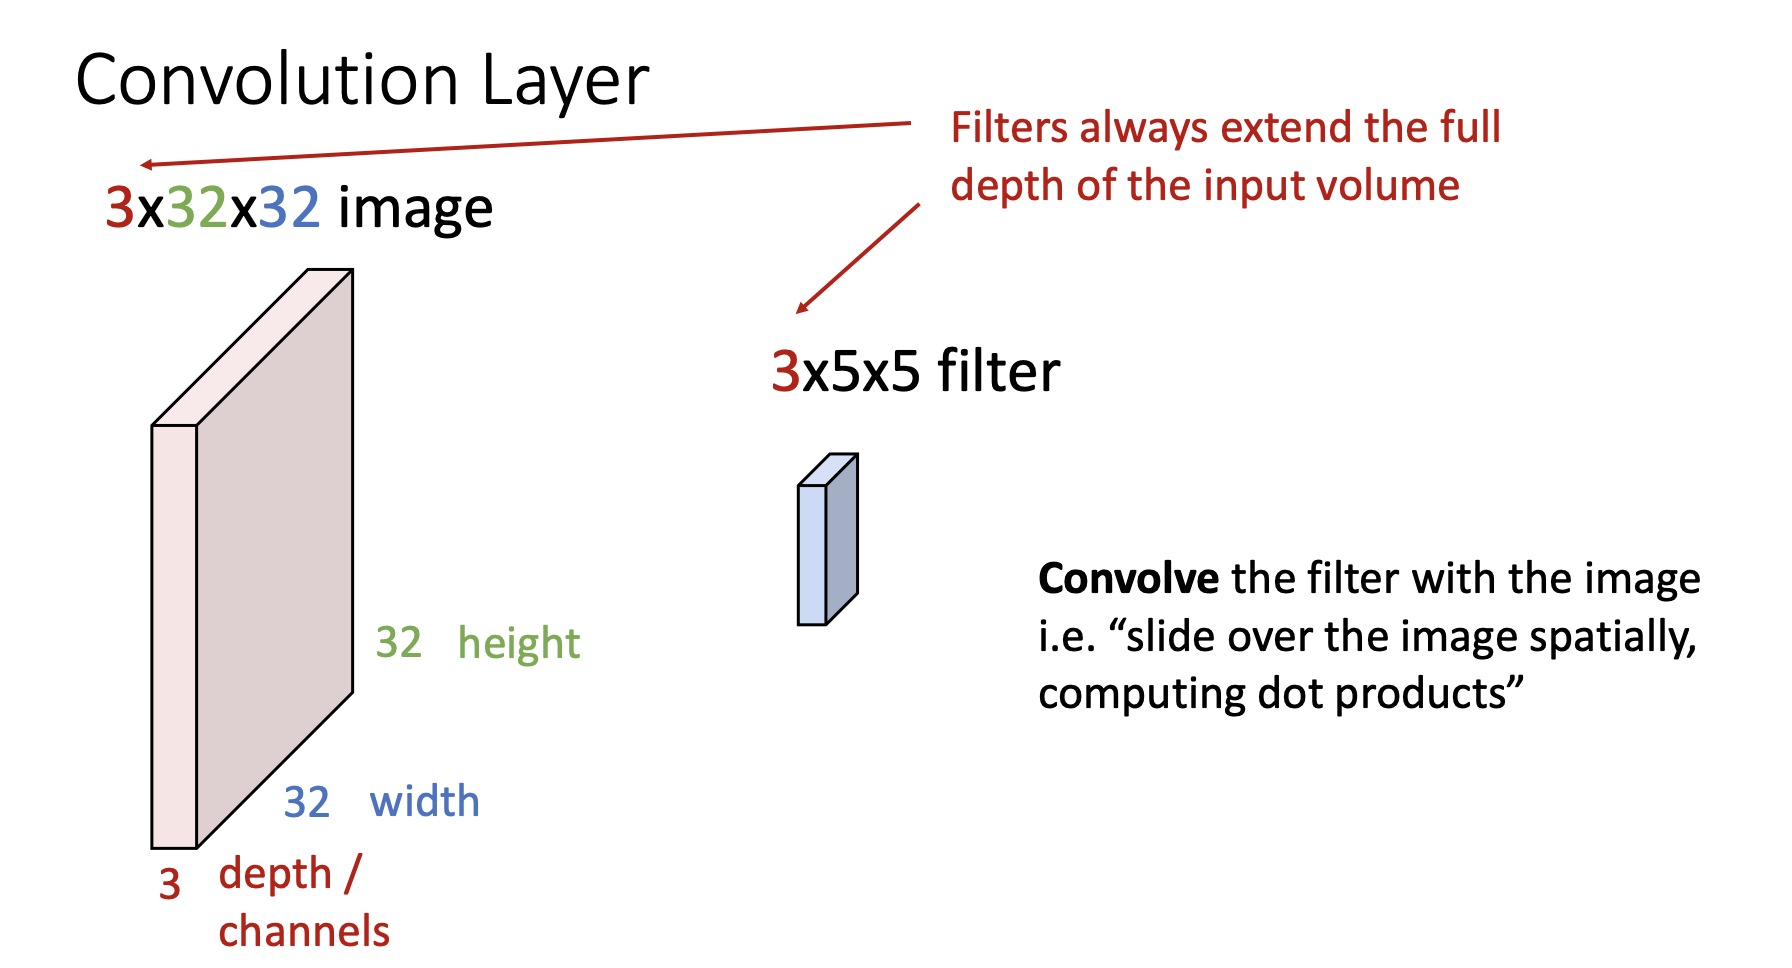 Convolution Layer
Filters always extend the full
depth of the input volume
3x32x32 image
3x5x5 filter
Convolve the filter with the image
i.e. “slide over the image spatially,
computing dot products”
32 height
32 width
3 depth /
channels